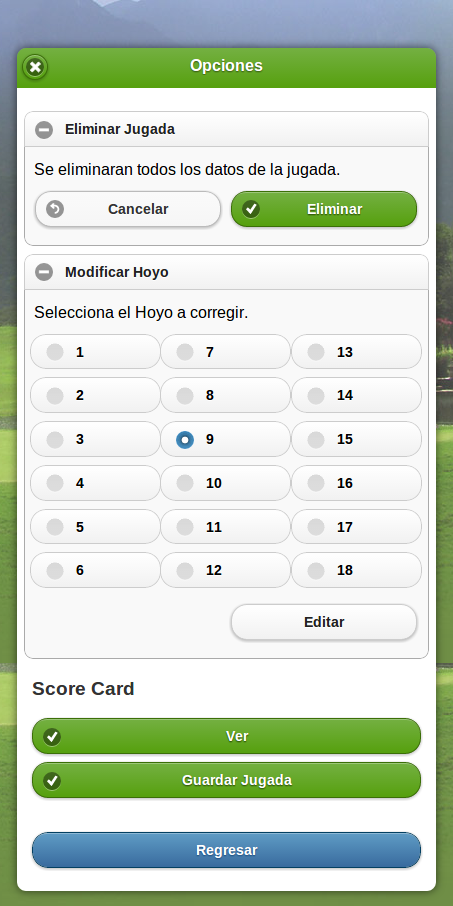 Opciones
Eliminar Jugada
Se eliminaran todos los datos de la jugada.
Cancelar Eliminar
Modificar Hoyo
Selecciona el Hoyo a corregir.
1 7 13
2 8 14
3 9 15
4 10 16
5 11 17
6 12 18
Editar
Score Card
Ver
Guardar Jugada
Regresar